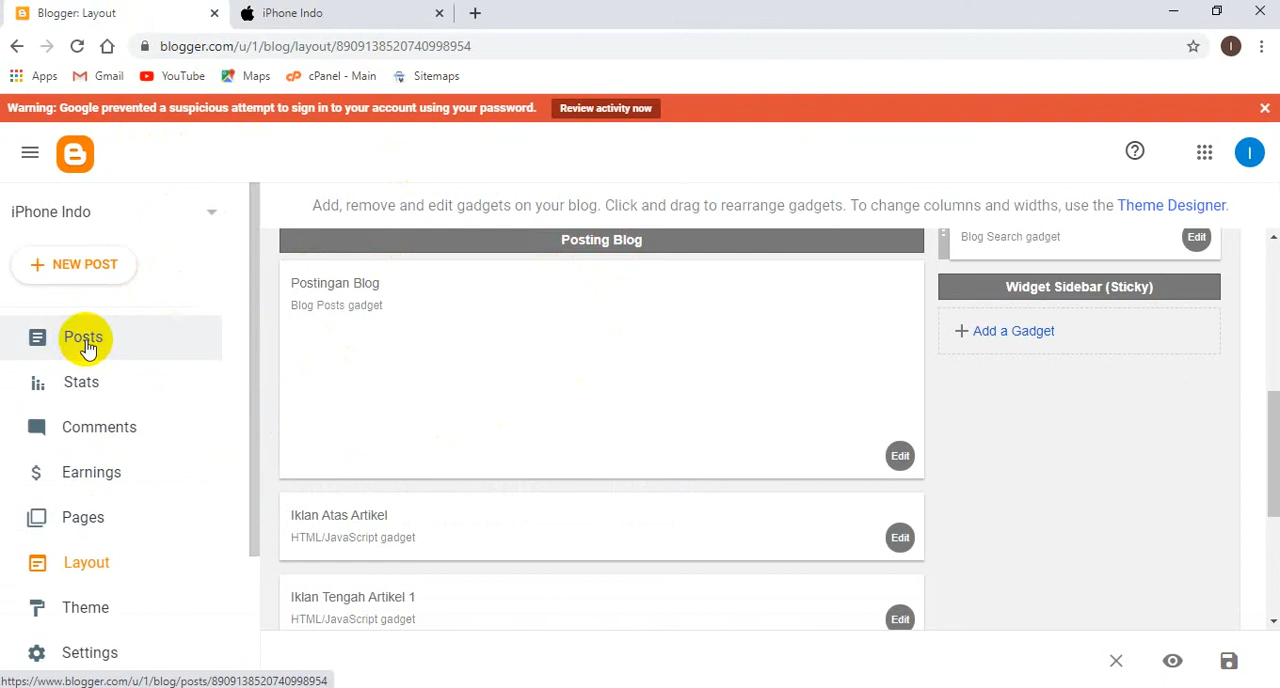 Blogger: Layout
iPhone Indo
blogger.com/u/1/blog/layout/8909138520740998954
I
Apps
Gmail
YouTube
Maps
cPanel - Main
Sitemaps
Warning: Google prevented a suspicious attempt to sign in to your account using your password.
Review activity now
I
iPhone Indo
Add, remove and edit gadgets on your blog. Click and drag to rearrange gadgets. To change columns and widths, use the Theme Designer.
NEW POST
Posts
Stats
Comments
Earnings
Pages
Layout
Theme
Settings
Posting Blog
Postingan Blog
Blog Posts gadget
Edit
Iklan Atas Artikel
HTML/JavaScript gadget
Edit
Iklan Tengah Artikel 1
HTML/JavaScript gadget
Edit
Blog Search gadget
Edit
Widget Sidebar (Sticky)
Add a Gadget
https://www.blogger.com/u/1/blog/posts/8909138520740998954